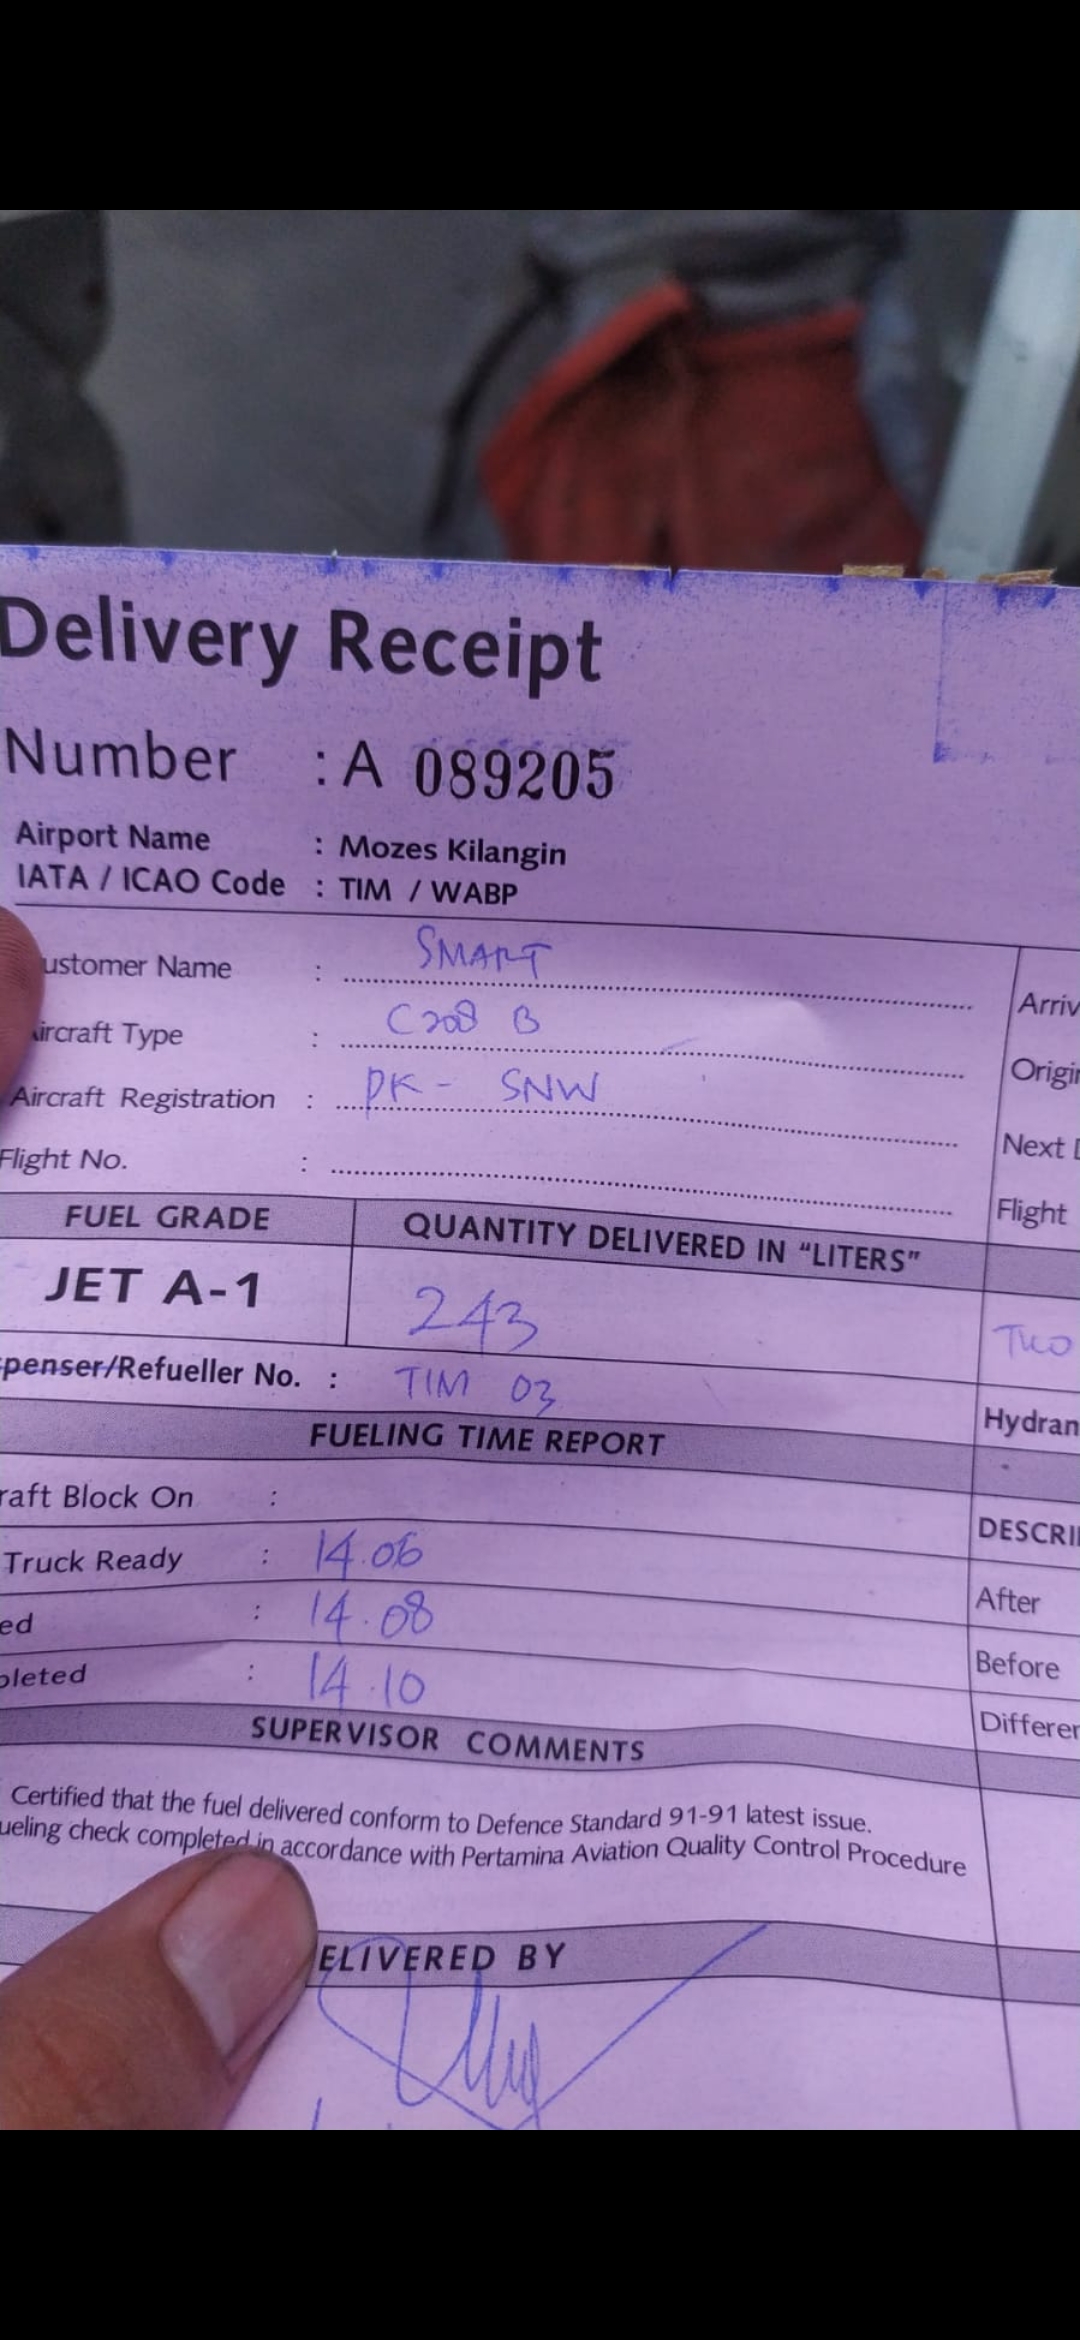 Delivery Receipt
Number : A 089205
Airport Name : Mozes Kilangin
IATA / ICAO Code : TIM / WABP
ustomer Name : SMART
Arriv
ircraft Type : C208 B
Origin
Aircraft Registration : PK- SNW
Next D
Flight No. :
Flight
FUEL GRADE QUANTITY DELIVERED IN “LITERS”
JET A-1 243
Two
penser/Refueller No. : TIM 03
Hydran
FUELING TIME REPORT
raft Block On :
DESCRI
Truck Ready : 14.06
After
ed : 14.08
Before
pleted : 14.10
Differen
SUPERVISOR COMMENTS
Certified that the fuel delivered conform to Defence Standard 91-91 latest issue.
ueling check completed in accordance with Pertamina Aviation Quality Control Procedure
ELIVERED BY